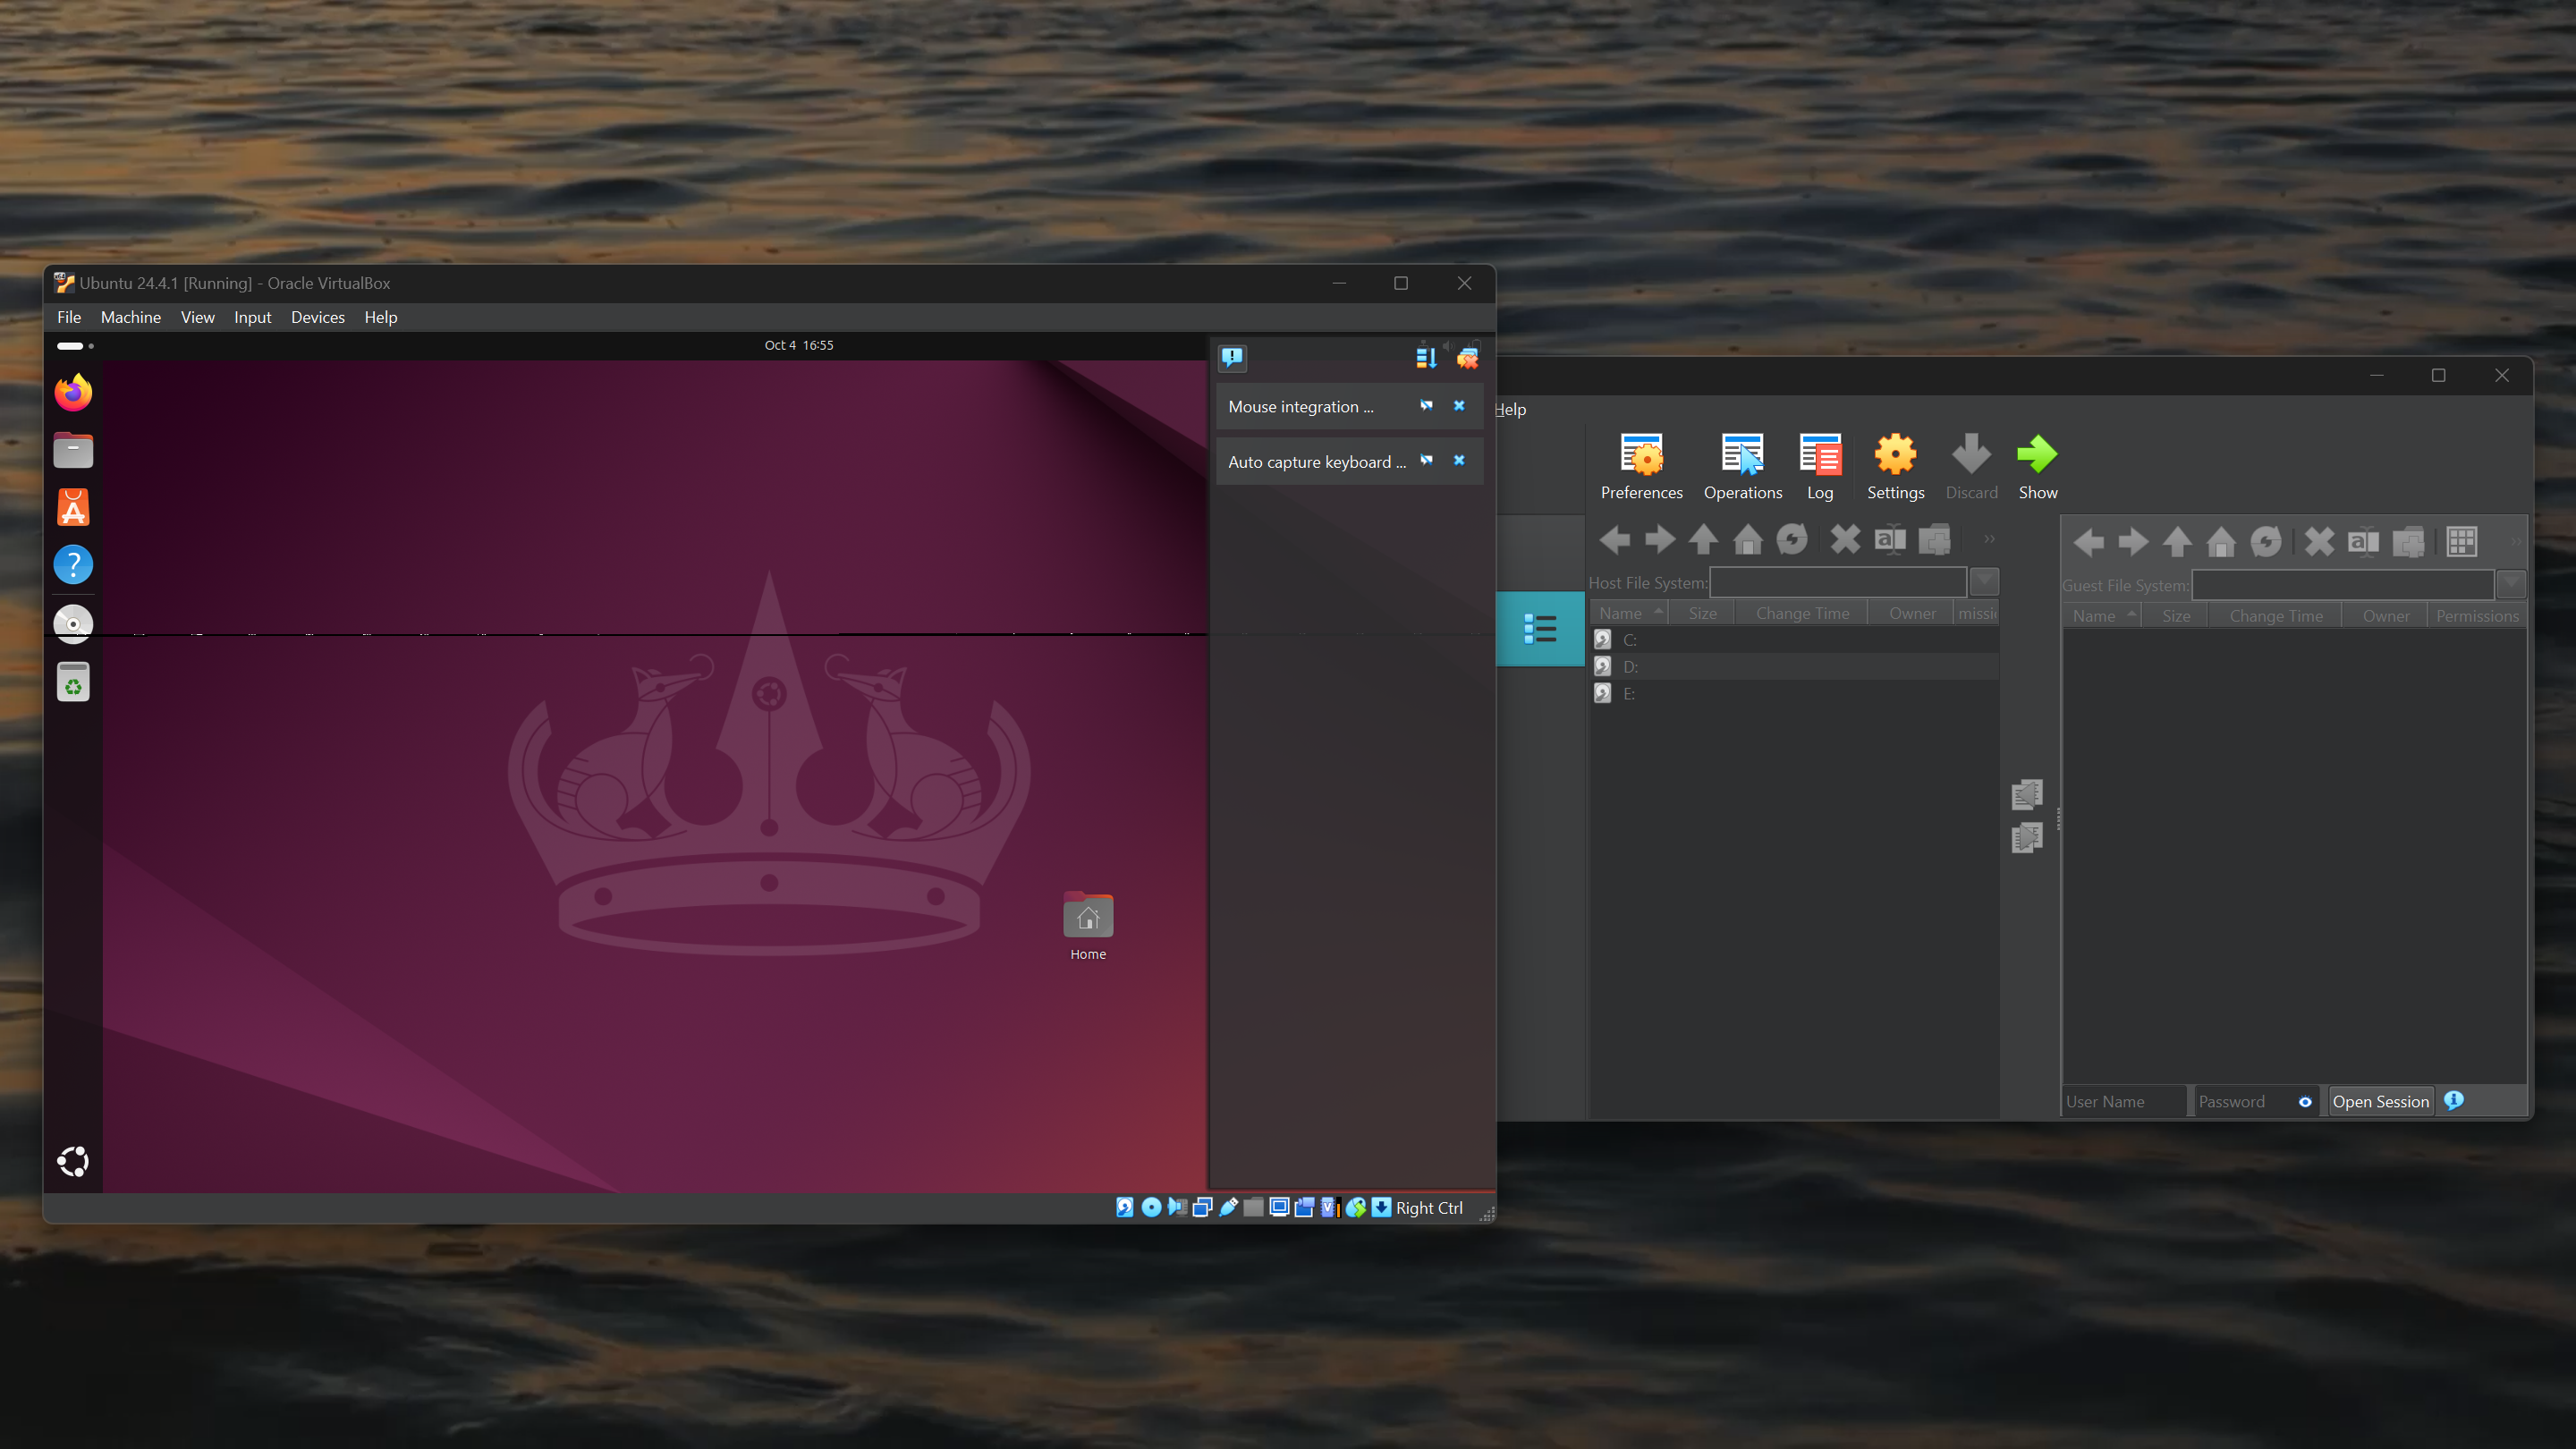 Ubuntu 24.4.1 [Running] - Oracle VirtualBox
File Machine View Input Devices Help
Oct 4 16:55
Mouse integration ...
Auto capture keyboard ...
Home
Right Ctrl
Help
Preferences Operations Log Settings Discard Show
Host File System:
Name Size Change Time Owner missi
C:
D:
E:
Guest File System:
Name Size Change Time Owner Permissions
User Name Password Open Session